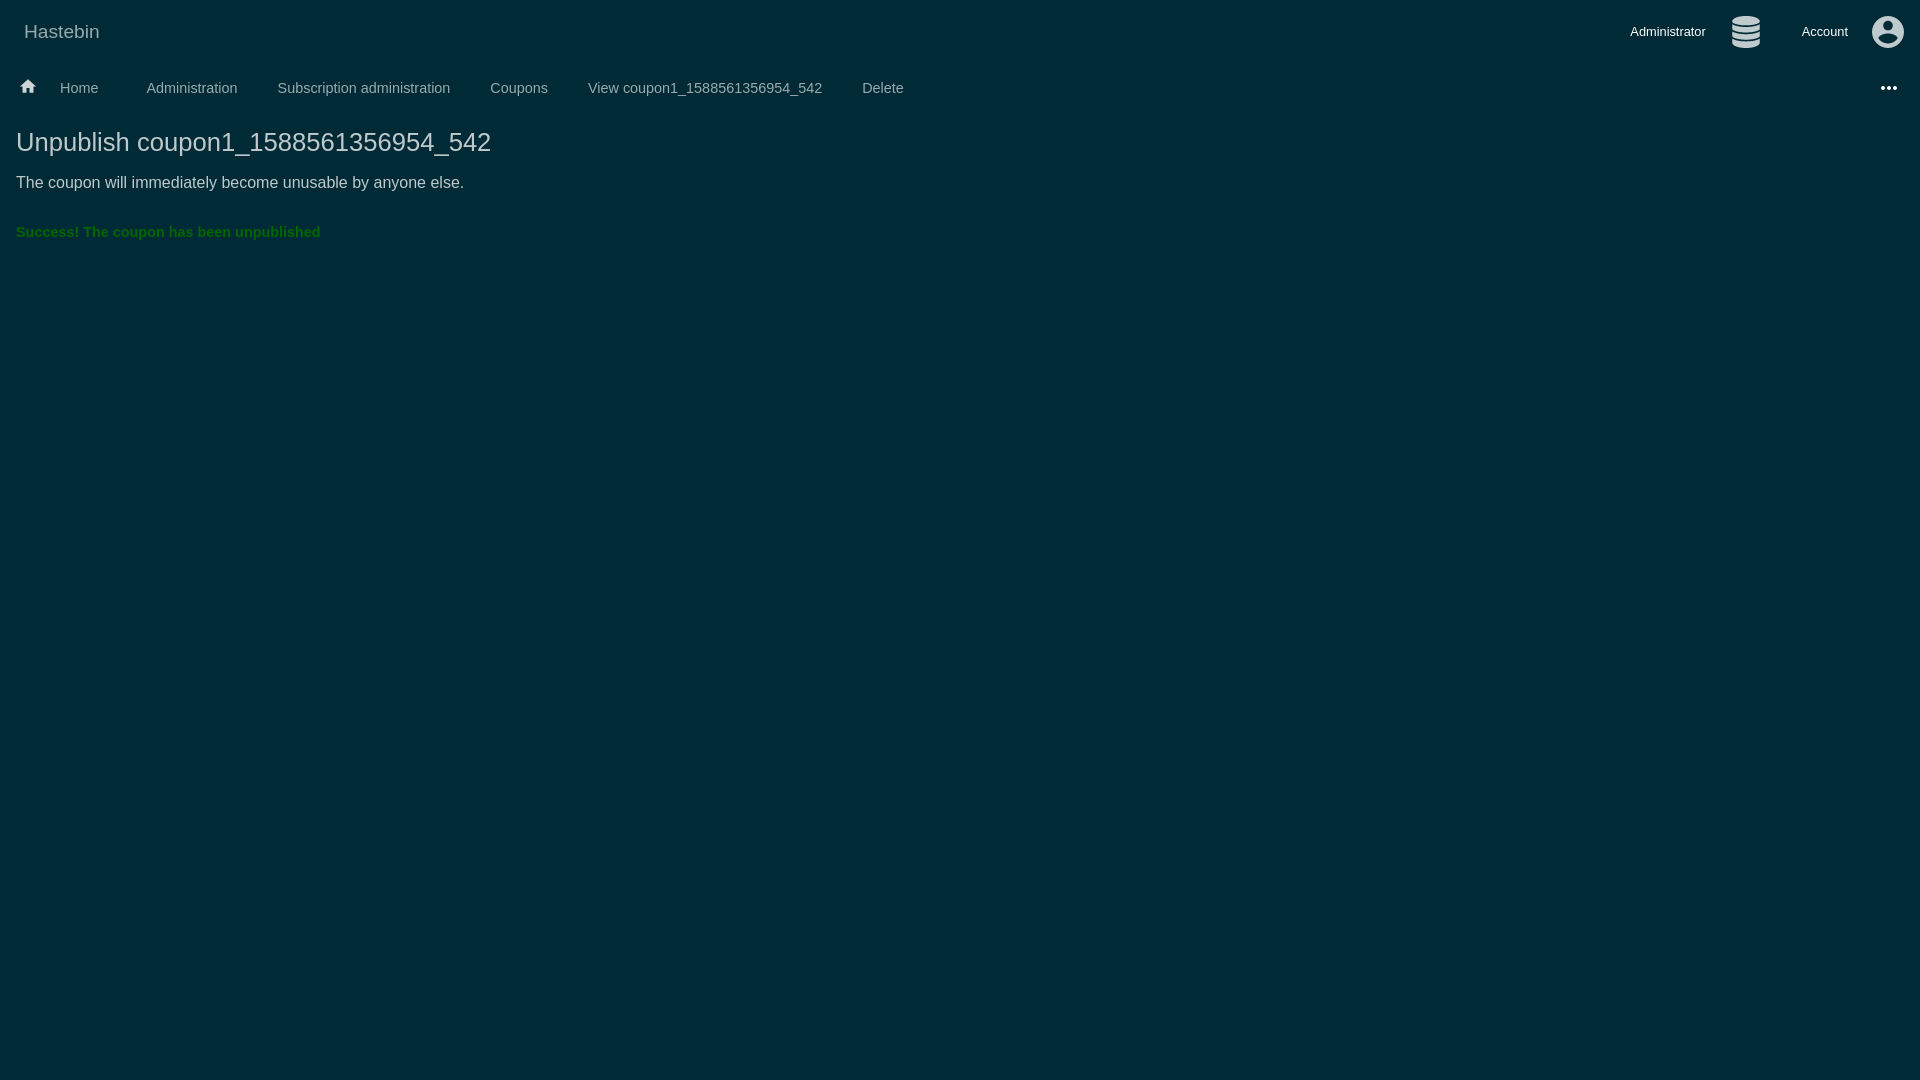 Hastebin
Administrator
Account
Home
Administration
Subscription administration
Coupons
View coupon1_1588561356954_542
Delete
Unpublish coupon1_1588561356954_542
The coupon will immediately become unusable by anyone else.
Success! The coupon has been unpublished